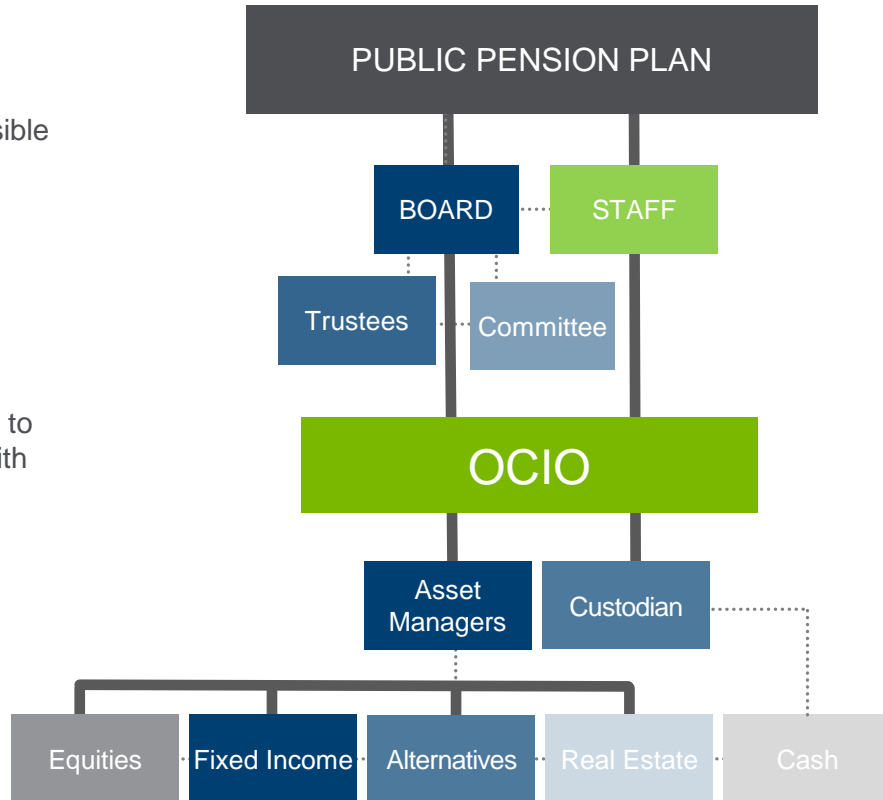 PUBLIC PENSION PLAN
sible
BOARD
STAFF
Trustees
Committee
to
ith
OCIO
Asset
Managers
Custodian
Equities
Fixed Income
Alternatives
Real Estate
Cash